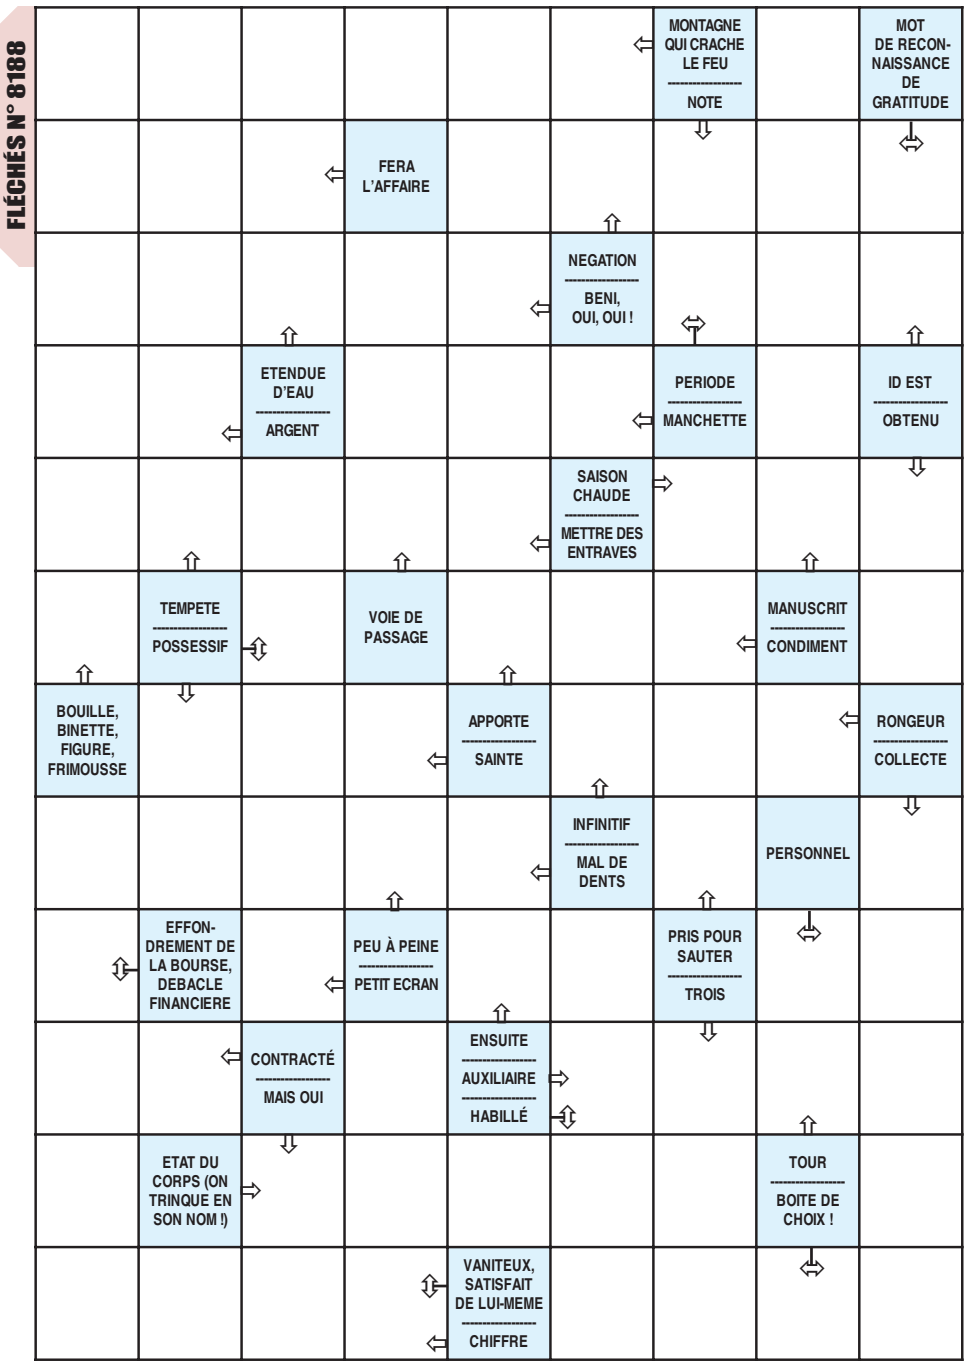 FLÉCHÉS N° 8188
MONTAGNE
QUI CRACHE
LE FEU
NOTE
MOT
DE RECON-
NAISSANCE
DE
GRATITUDE
FERA
L'AFFAIRE
NEGATION
BENI,
OUI, OUI !
ETENDUE
D'EAU
ARGENT
PERIODE
MANCHETTE
ID EST
OBTENU
SAISON
CHAUDE
METTRE DES
ENTRAVES
TEMPETE
POSSESSIF
VOIE DE
PASSAGE
MANUSCRIT
CONDIMENT
BOUILLE,
BINETTE,
FIGURE,
FRIMOUSSE
APPORTE
SAINTE
RONGEUR
COLLECTE
INFINITIF
MAL DE
DENTS
PERSONNEL
EFFON-
DREMENT DE
LA BOURSE,
DEBACLE
FINANCIERE
PEU À PEINE
PETIT ECRAN
PRIS POUR
SAUTER
TROIS
CONTRACTÉ
MAIS OUI
ENSUITE
AUXILIAIRE
HABILLÉ
ETAT DU
CORPS (ON
TRINQUE EN
SON NOM !)
TOUR
BOITE DE
CHOIX !
VANITEUX,
SATISFAIT
DE LUI-MEME
CHIFFRE